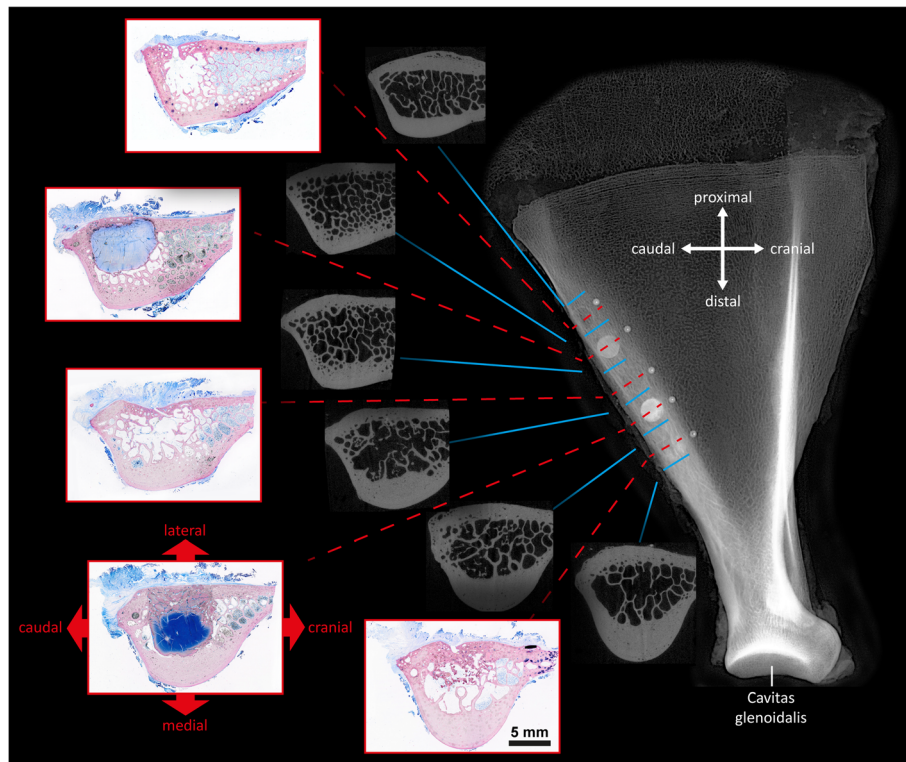 proximal
caudal
cranial
distal
lateral
caudal
cranial
medial
5 mm
Cavitas
glenoidalis